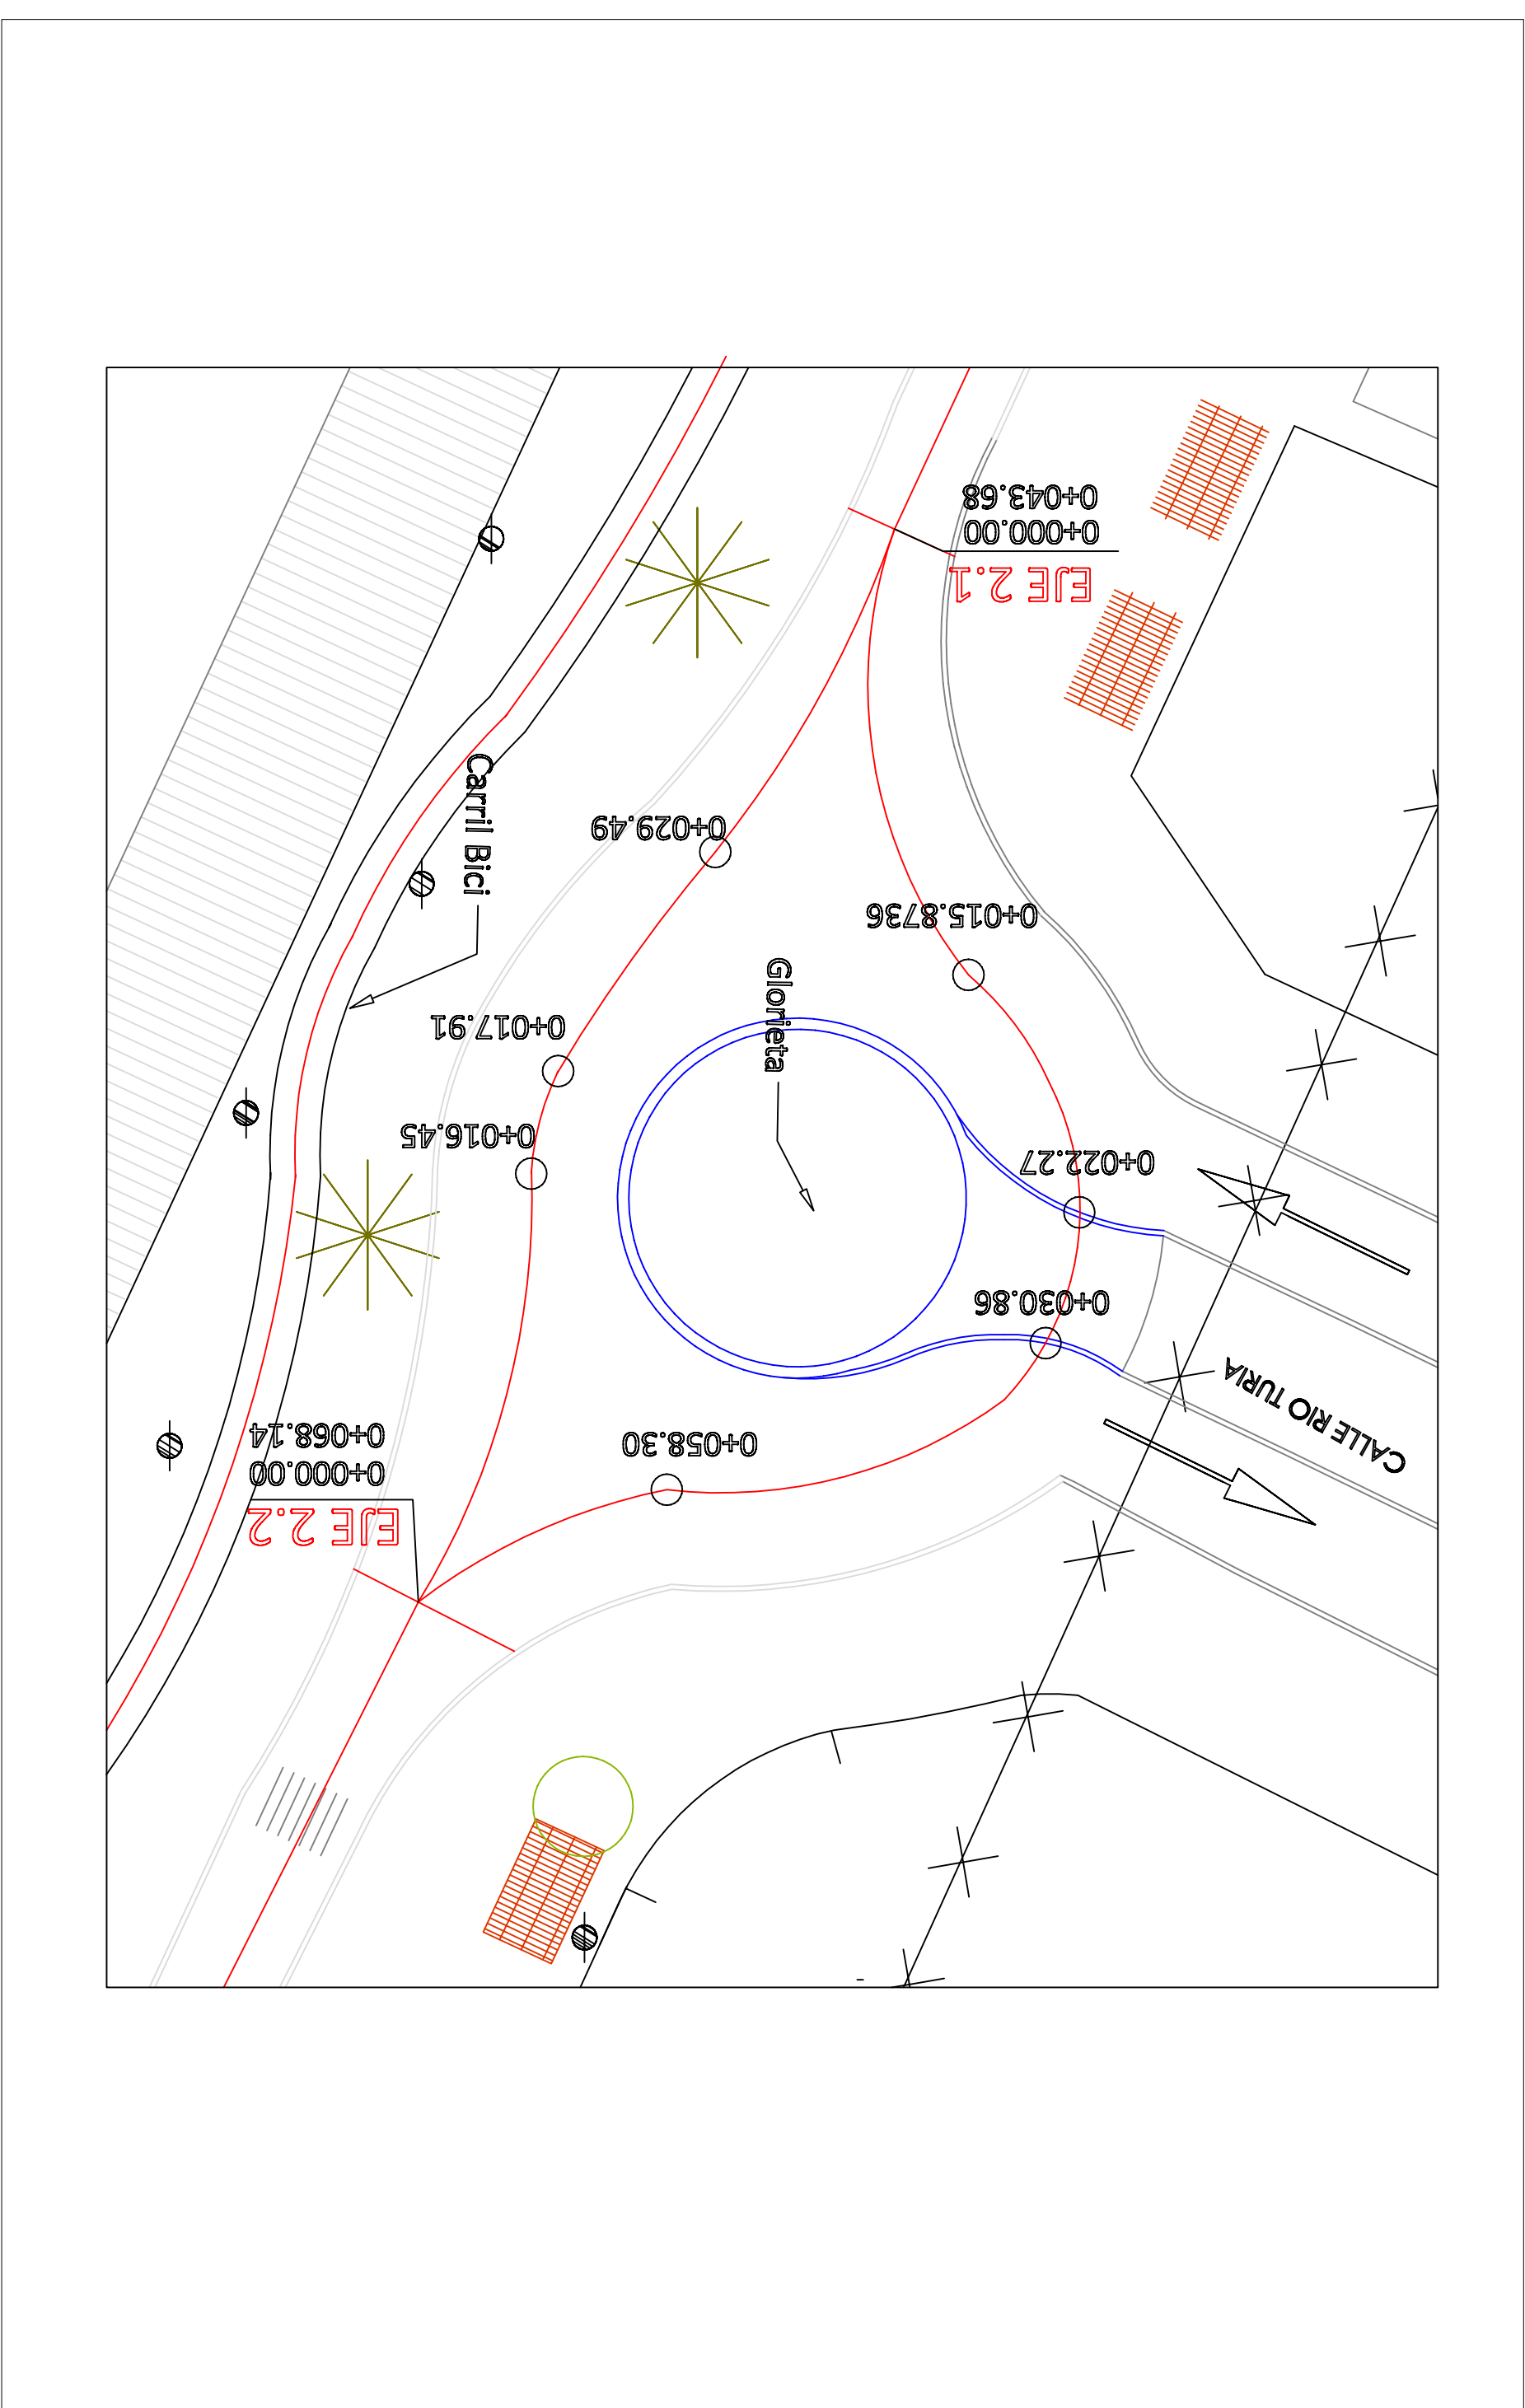 EJE 2.2
0+000.00
0+068.14
0+058.30
CALLE RIO TURIA
0+030.86
0+022.27
0+016.45
0+017.91
Glorieta
0+015.8736
Carril Bici
0+029.49
EJE 2.1
0+000.00
0+043.68